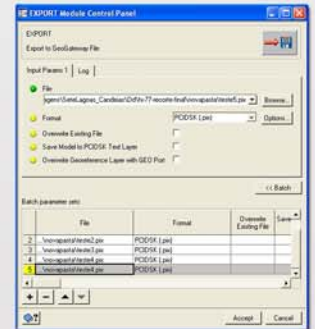 EXPORT Module Control Panel
EXPORT
Export to GeoGateway File
Input Params 1 Log
File
Browse...
Format PCIDSK (.pix) Options...
Overwrite Existing File
Save Model to PCIDSK Text Layer
Overwrite Georeference Layer with GEO Port
<< Batch
Batch parameter sets:
File Format Overwrite Existing File Save
2 ...\novapasta\teste2.pix PCIDSK (.pix)
3 ...\novapasta\teste3.pix PCIDSK (.pix)
4 ...\novapasta\teste4.pix PCIDSK (.pix)
5 ...\novapasta\teste4.pix PCIDSK (.pix)
Accept Cancel